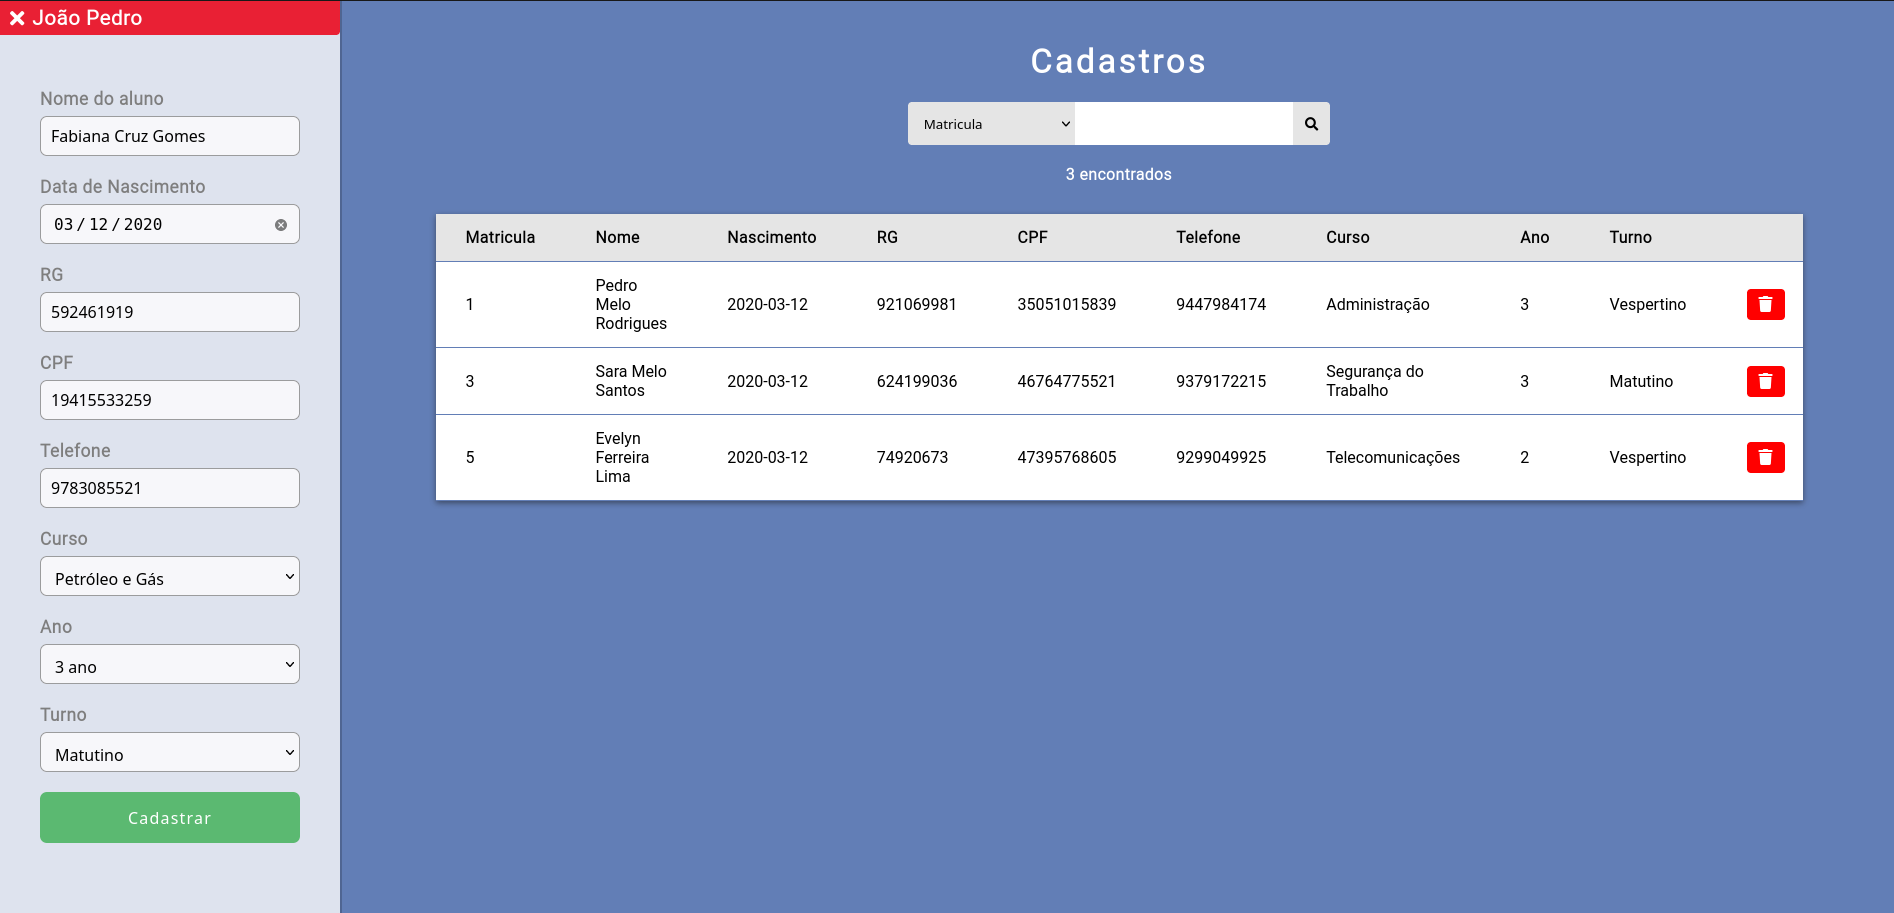 João Pedro
Nome do aluno
Fabiana Cruz Gomes
Data de Nascimento
03/12/2020
RG
592461919
CPF
19415533259
Telefone
9783085521
Curso
Petróleo e Gás
Ano
3 ano
Turno
Matutino
Cadastrar
Cadastros
Matricula
3 encontrados
Matricula Nome Nascimento RG CPF Telefone Curso Ano Turno
1 Pedro Melo Rodrigues 2020-03-12 921069981 35051015839 9447984174 Administração 3 Vespertino
3 Sara Melo Santos 2020-03-12 624199036 46764775521 9379172215 Segurança do Trabalho 3 Matutino
5 Evelyn Ferreira Lima 2020-03-12 74920673 47395768605 9299049925 Telecomunicações 2 Vespertino